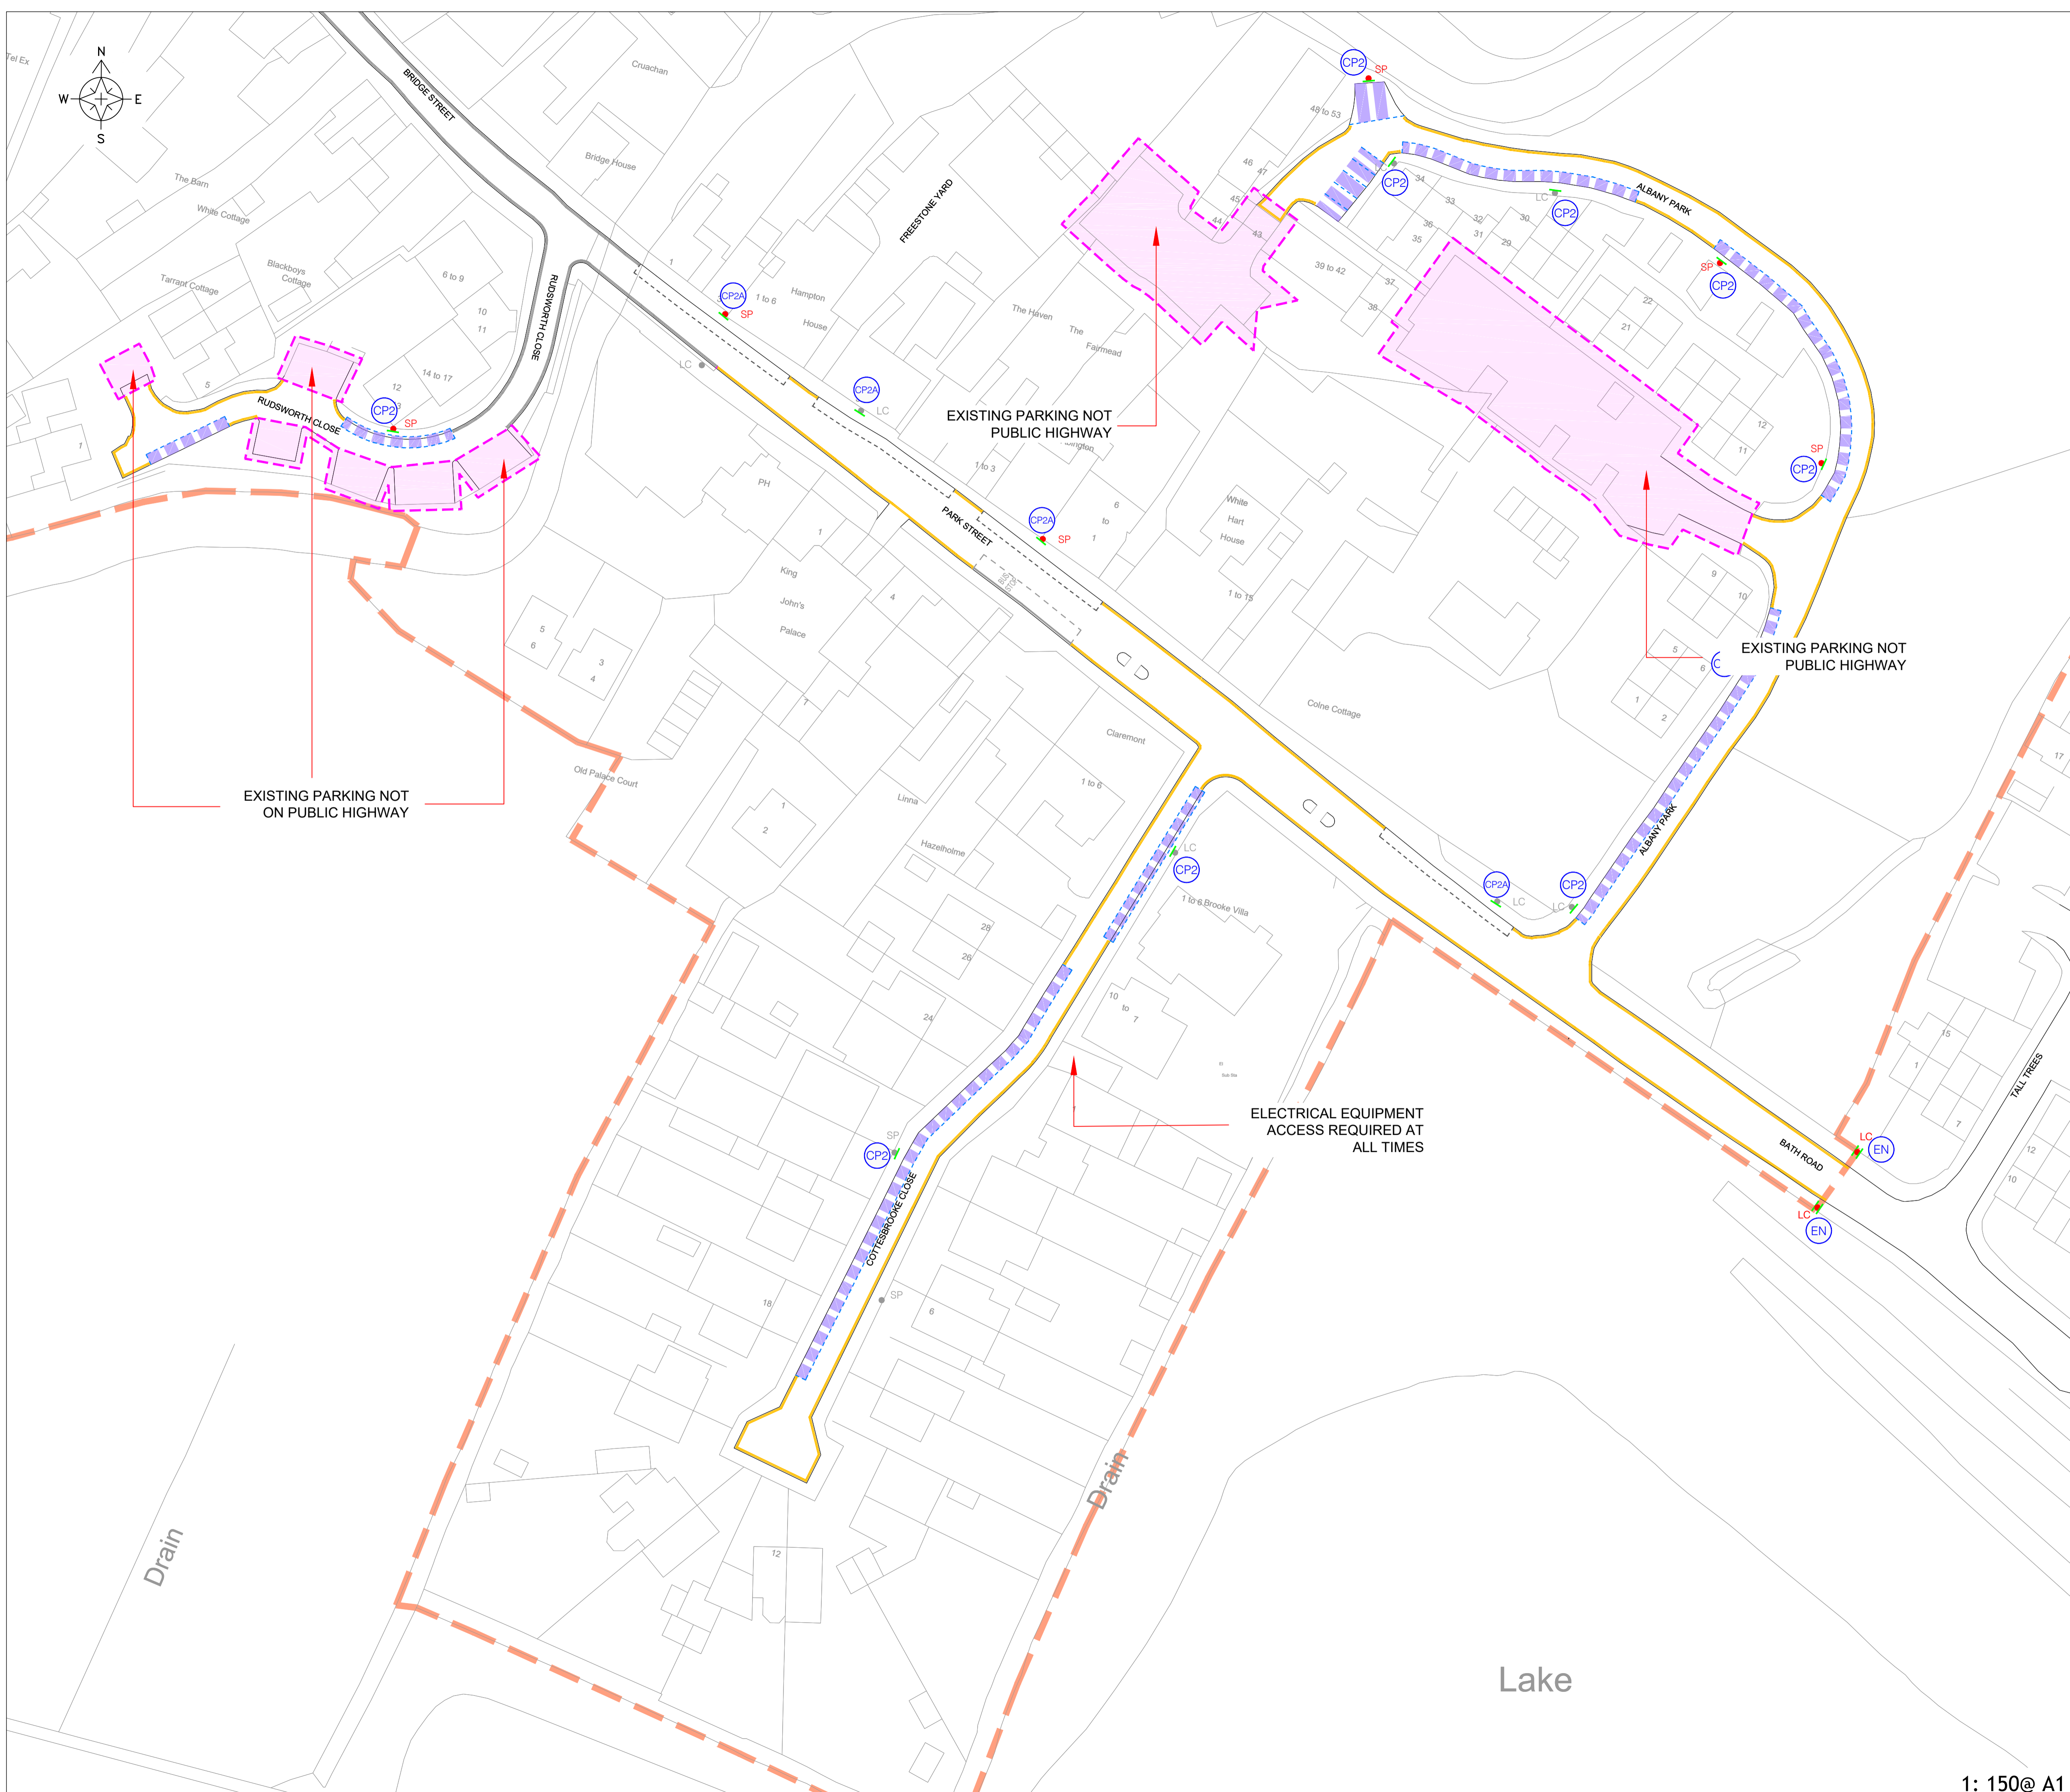 Tel Ex
N
W
E
S
BRIDGE STREET
Cruachan
Bridge House
The Barn
White Cottage
Blackboys
Cottage
Tarrant Cottage
6 to 9
10
11
14 to 17
12
5
1
RUDSWORTH CLOSE
RUDSWORTH CLOSE
CP2
SP
EXISTING PARKING NOT
ON PUBLIC HIGHWAY
FREESTONE YARD
1
1 to 6
Hampton
House
CP2A
SP
LC
CP2A
LC
The Haven
The
Fairmead
EXISTING PARKING NOT
PUBLIC HIGHWAY
1 to 3
CP2A
SP
6
to
1
White
Hart
House
1 to 15
PARK STREET
BUS
STOP
PH
1
King
John's
Palace
4
7
5
6
3
4
Old Palace Court
1
2
Linna
Hazelholme
Claremont
1 to 6
Colne Cottage
CP2
SP
48 to 53
46
47
45
44
43
39 to 42
37
38
CP2
34
33
32
31
30
29
36
35
LC
CP2
ALBANY PARK
SP
CP2
22
21
12
11
SP
CP2
9
10
5
6
1
2
EXISTING PARKING NOT
PUBLIC HIGHWAY
ALBANY PARK
CP2A
LC
CP2
LC
LC
CP2
1 to 6
Brooke Villa
28
26
24
10
to
7
El
Sub Sta
ELECTRICAL EQUIPMENT
ACCESS REQUIRED AT
ALL TIMES
SP
CP2
COTTESBROOKE CLOSE
SP
18
6
12
17
15
1
7
TALL TREES
12
10
BATH ROAD
LC
EN
LC
EN
Drain
Drain
Lake
1: 150@ A1